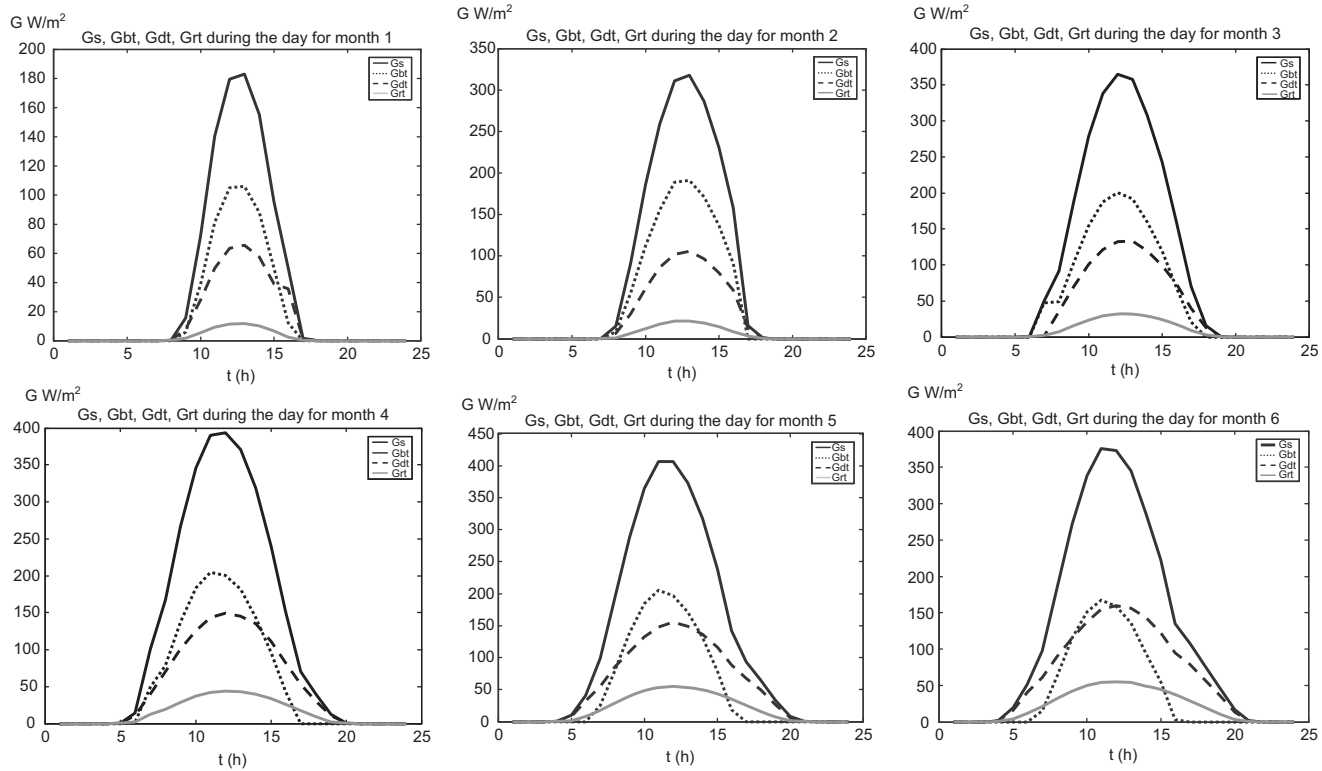 G W/m2
Gs, Gbt, Gdt, Grt during the day for month 1
200
180
160
140
120
100
80
60
40
20
0
0 5 10 15 20 25
t (h)
Gs
Gbt
Gdt
Grt
G W/m2
Gs, Gbt, Gdt, Grt during the day for month 2
350
300
250
200
150
100
50
0
0 5 10 15 20 25
t (h)
Gs
Gbt
Gdt
Grt
G W/m2
Gs, Gbt, Gdt, Grt during the day for month 3
400
350
300
250
200
150
100
50
0
0 5 10 15 20 25
t (h)
Gs
Gbt
Gdt
Grt
G W/m2
Gs, Gbt, Gdt, Grt during the day for month 4
400
350
300
250
200
150
100
50
0
0 5 10 15 20 25
t (h)
Gs
Gbt
Gdt
Grt
G W/m2
Gs, Gbt, Gdt, Grt during the day for month 5
450
400
350
300
250
200
150
100
50
0
0 5 10 15 20 25
t (h)
Gs
Gbt
Gdt
Grt
G W/m2
Gs, Gbt, Gdt, Grt during the day for month 6
400
350
300
250
200
150
100
50
0
0 5 10 15 20 25
t (h)
Gs
Gbt
Gdt
Grt